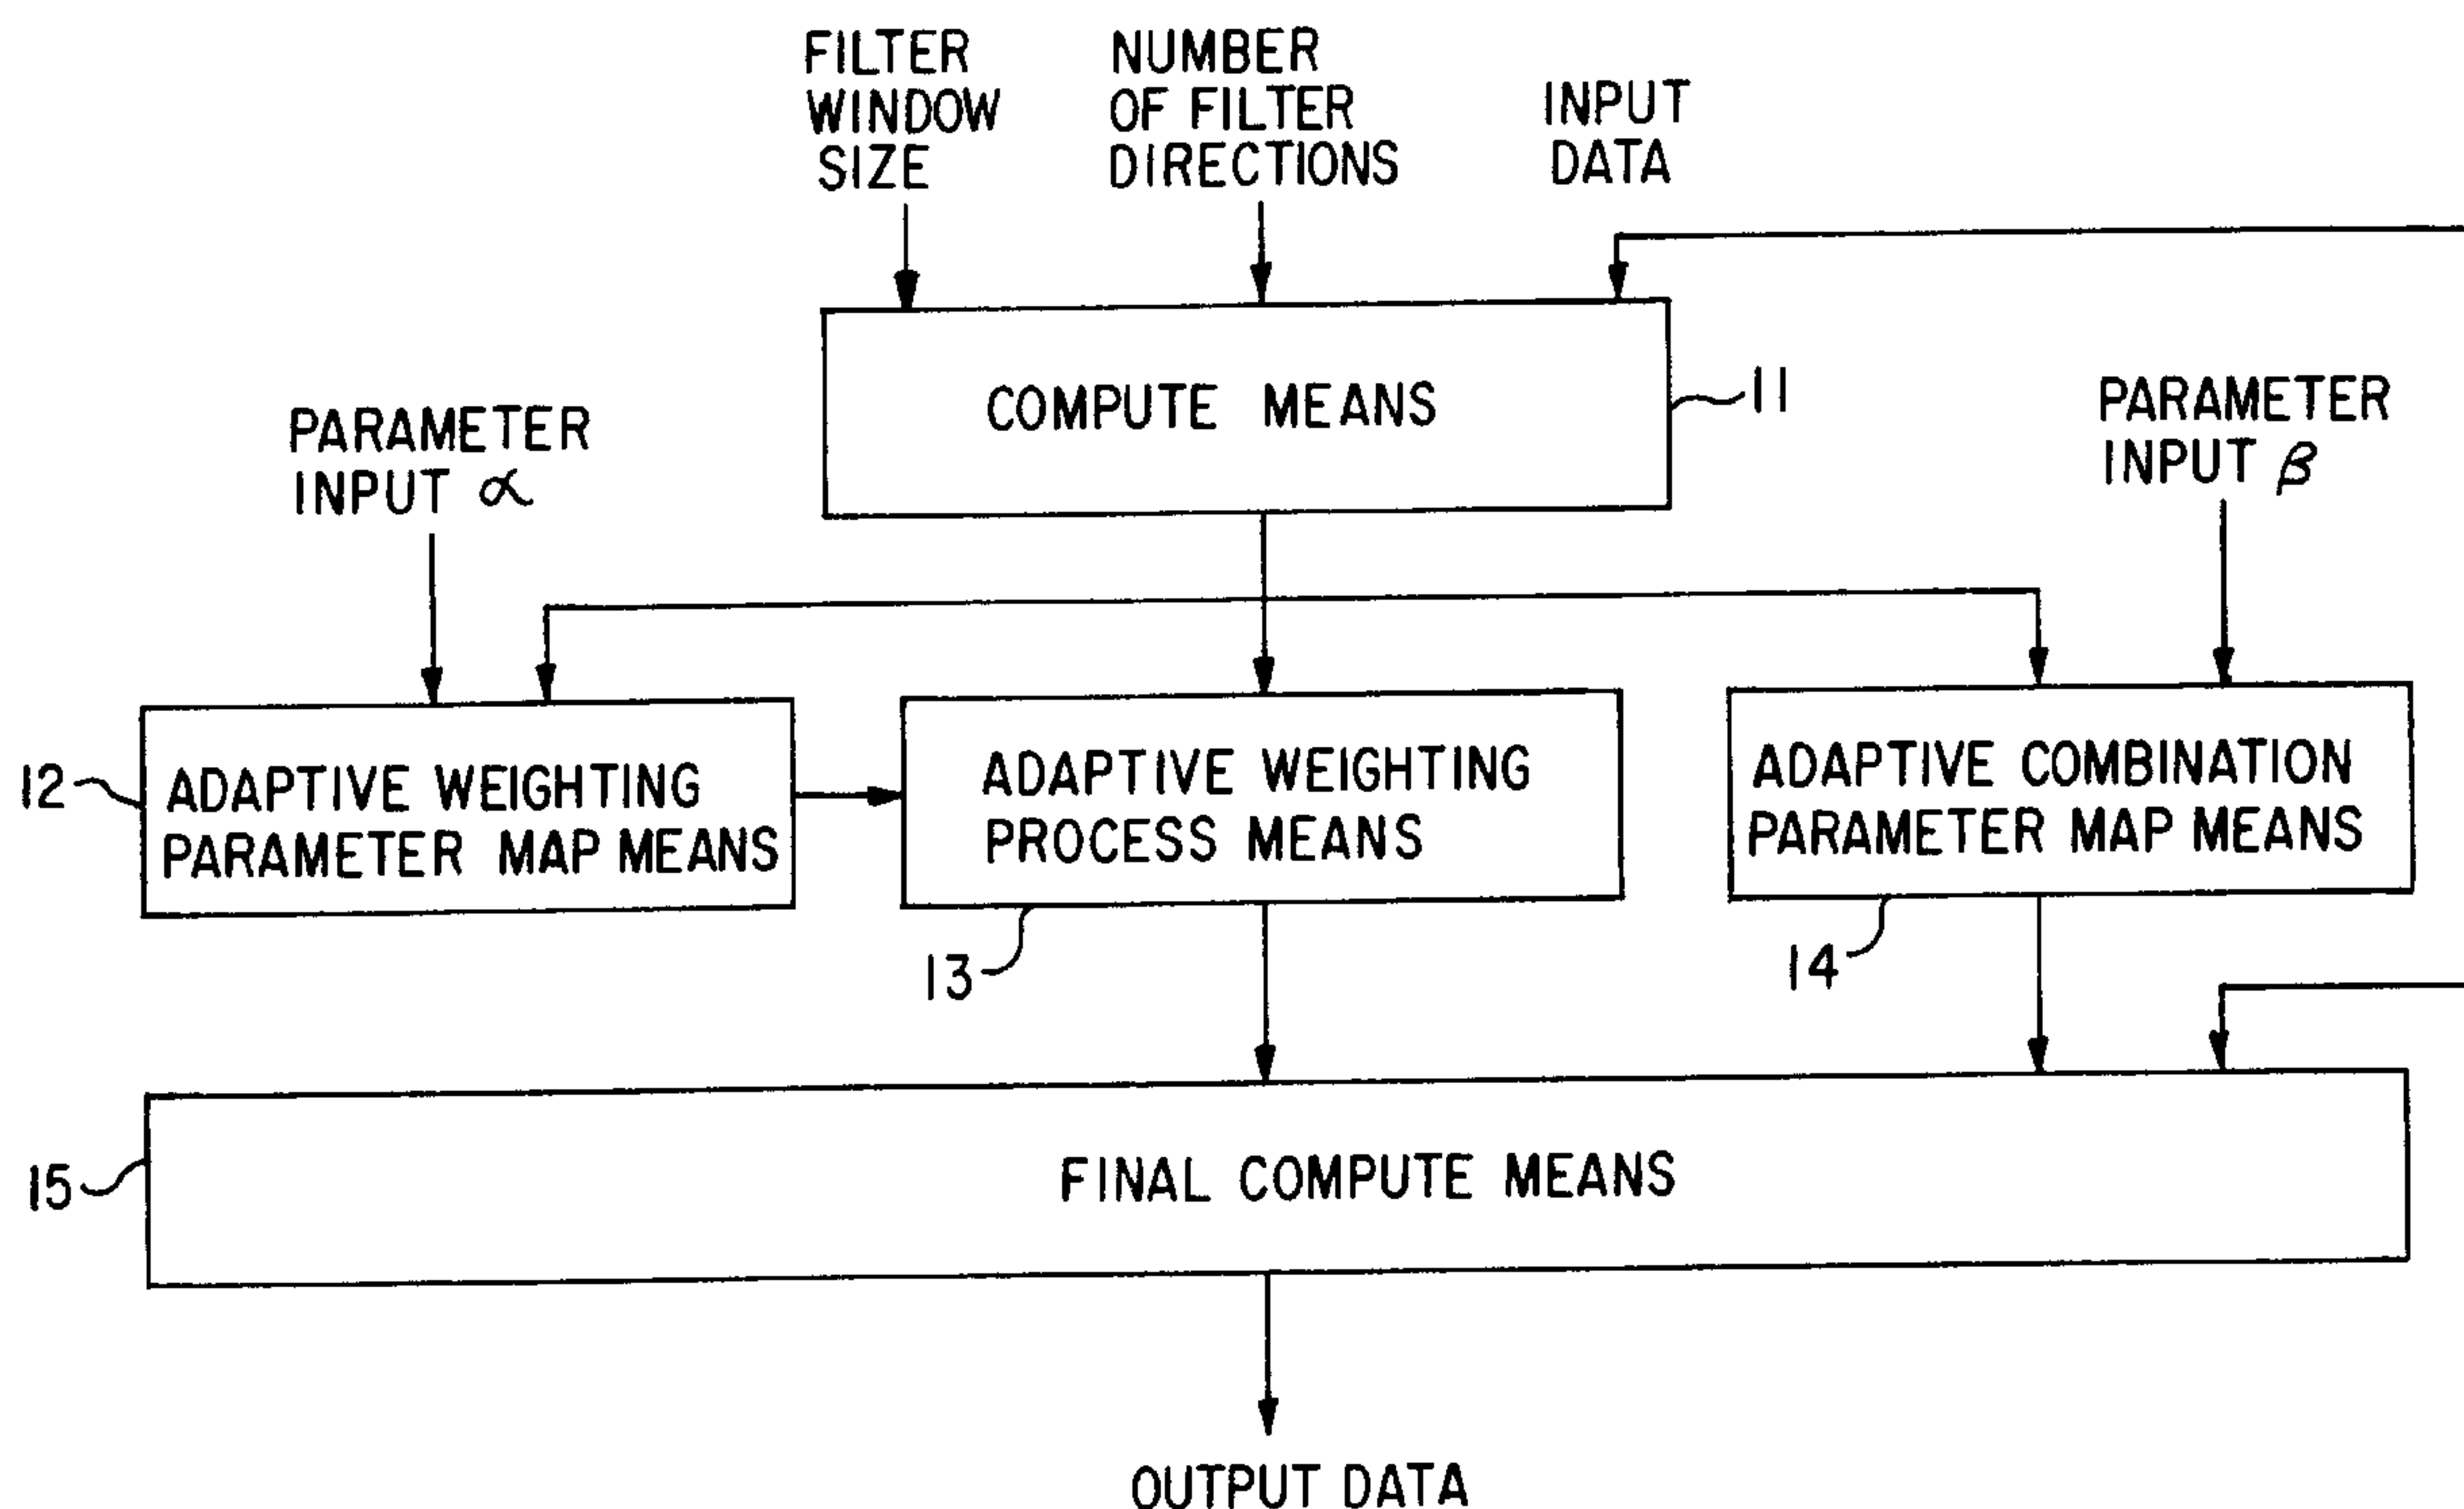 FILTER
WINDOW
SIZE
NUMBER
OF FILTER
DIRECTIONS
INPUT
DATA
COMPUTE MEANS
11
PARAMETER
INPUT α
PARAMETER
INPUT β
12
ADAPTIVE WEIGHTING
PARAMETER MAP MEANS
ADAPTIVE WEIGHTING
PROCESS MEANS
ADAPTIVE COMBINATION
PARAMETER MAP MEANS
13
14
15
FINAL COMPUTE MEANS
OUTPUT DATA